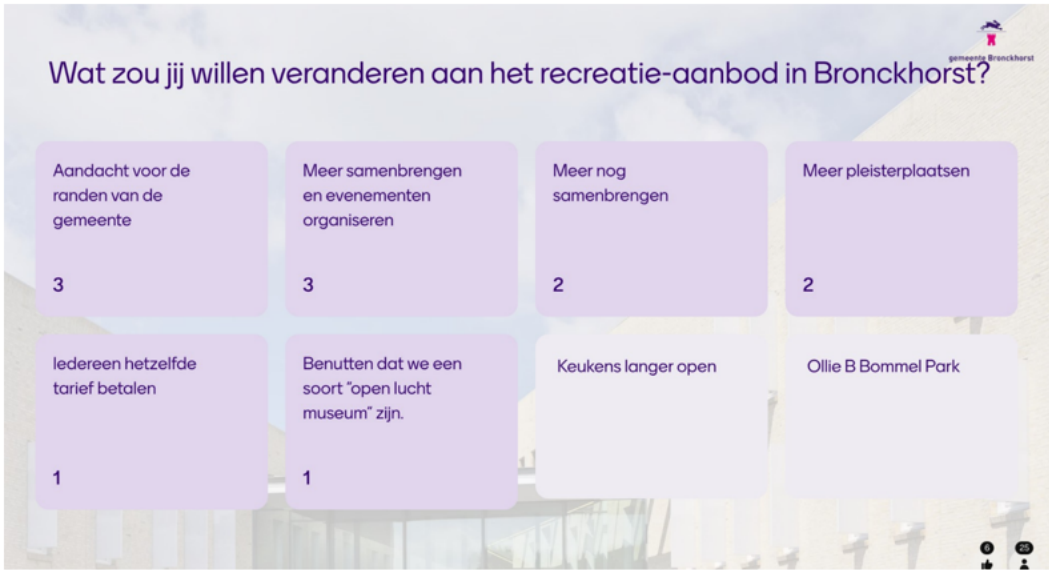 gemeente Bronckhorst
Wat zou jij willen veranderen aan het recreatie-aanbod in Bronckhorst?
Aandacht voor de
randen van de
gemeente
3
Meer samenbrengen
en evenementen
organiseren
3
Meer nog
samenbrengen
2
Meer pleisterplaatsen
2
Iedereen hetzelfde
tarief betalen
1
Benutten dat we een
soort "open lucht
museum" zijn.
1
Keukens langer open
Ollie B Bommel Park
6
25